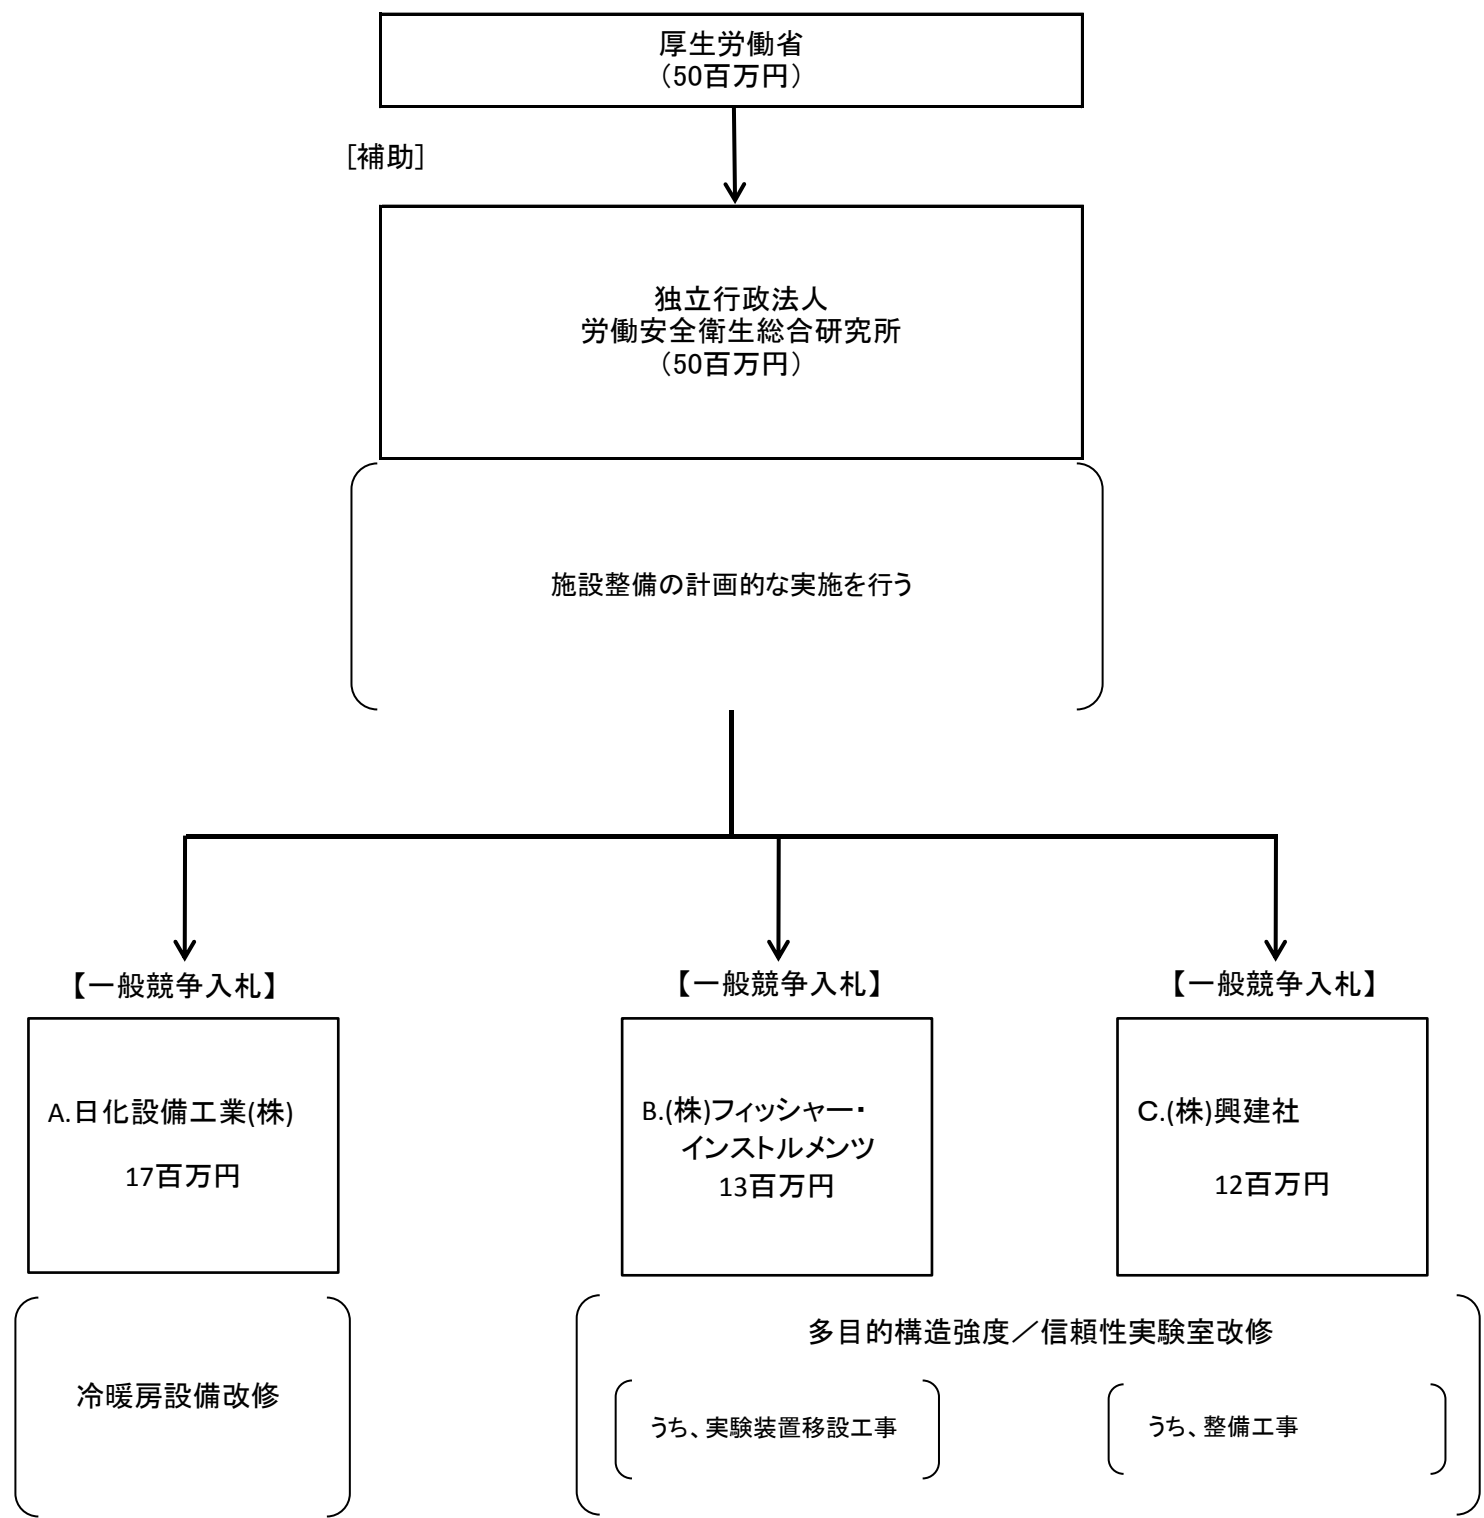 厚生労働省
（50百万円）
［補助］
独立行政法人
労働安全衛生総合研究所
（50百万円）
施設整備の計画的な実施を行う
【一般競争入札】
【一般競争入札】
【一般競争入札】
A.日化設備工業(株)
17百万円
B.(株)フィッシャー・
インストルメンツ
13百万円
C.(株)興建社
12百万円
冷暖房設備改修
多目的構造強度／信頼性実験室改修
うち、実験装置移設工事
うち、整備工事